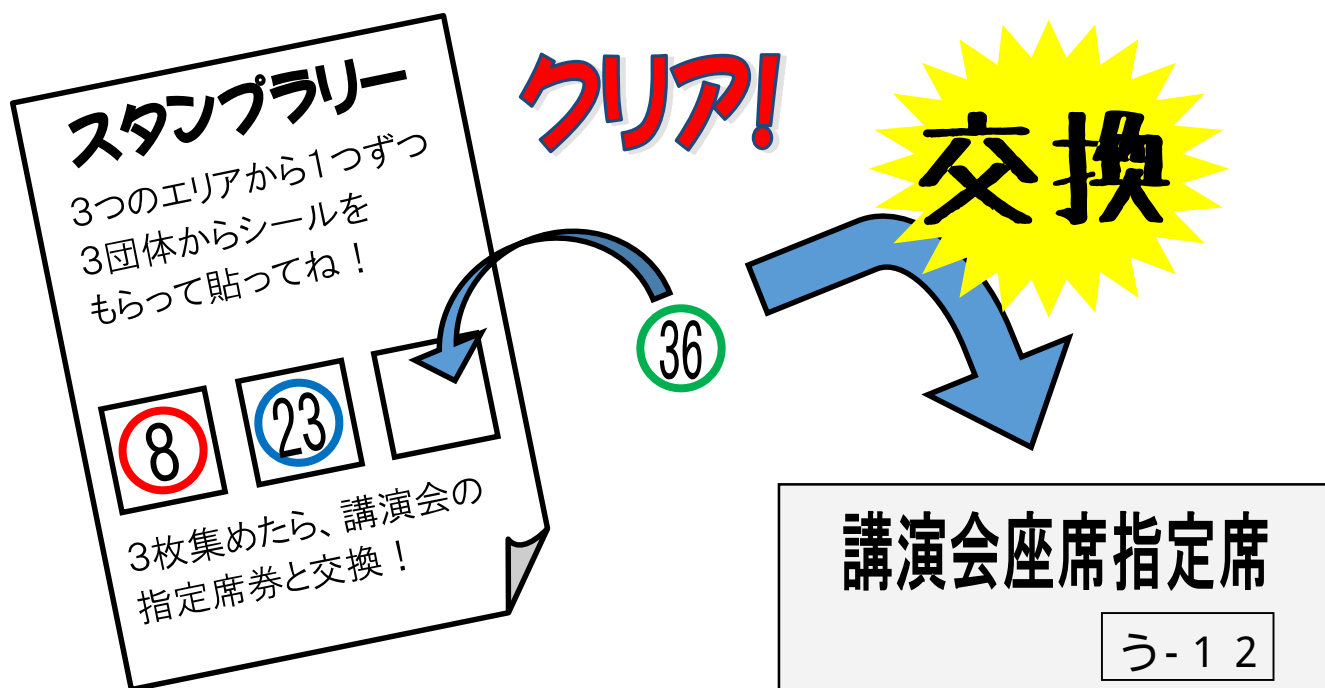 スタンプラリー
3つのエリアから1つずつ
3団体からシールを
もらって貼ってね！
8 23
3枚集めたら、講演会の
指定席券と交換！
クリア!
36
交換
講演会座席指定席
う-12